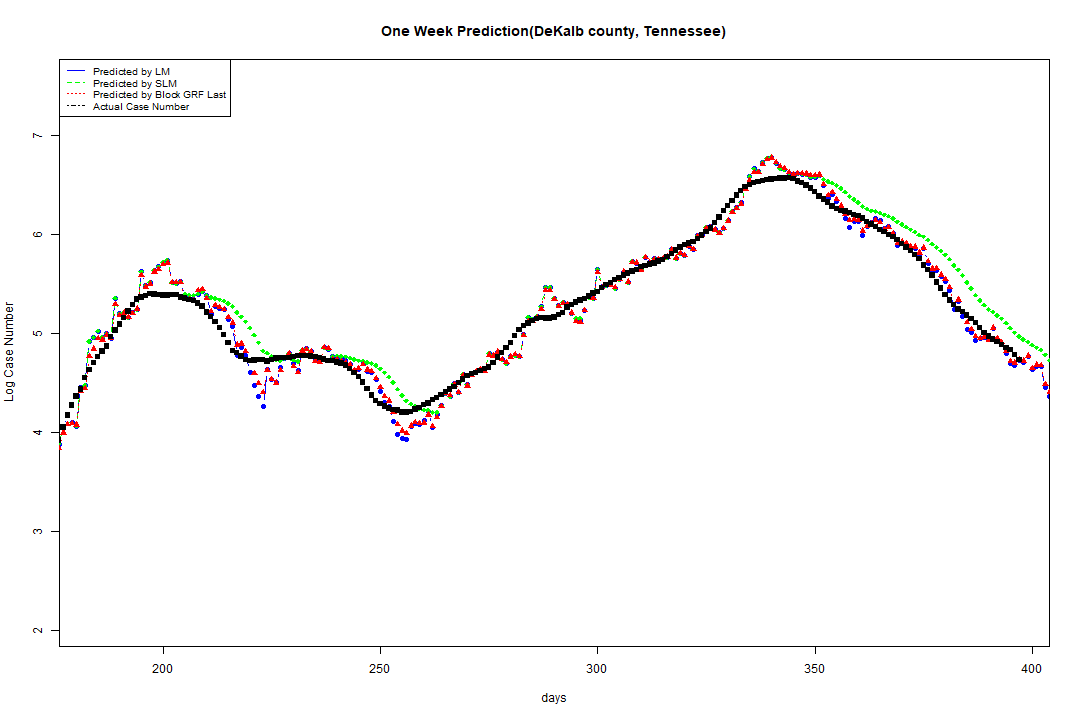 One Week Prediction(DeKalb county, Tennessee)
Predicted by LM
Predicted by SLM
Predicted by Block GRF Last
Actual Case Number
7
6
5
4
3
2
Log Case Number
200 250 300 350 400
days